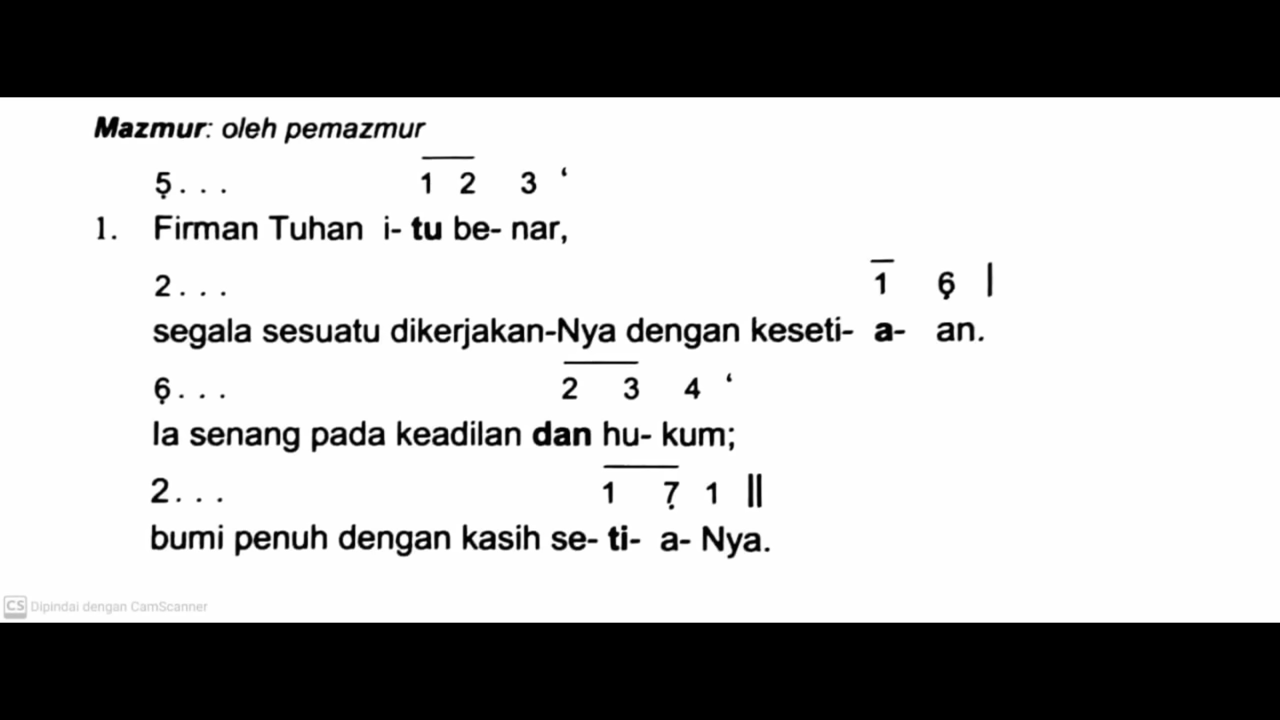 Mazmur: oleh pemazmur
5̣ . . . 1 2 3 ‘
1. Firman Tuhan i- tu be- nar,
2 . . . 1 6̣ |
segala sesuatu dikerjakan-Nya dengan keseti- a- an.
6̣ . . . 2 3 4 ‘
Ia senang pada keadilan dan hu- kum;
2 . . . 1 7̣ 1 ||
bumi penuh dengan kasih se- ti- a- Nya.
CS Dipindai dengan CamScanner